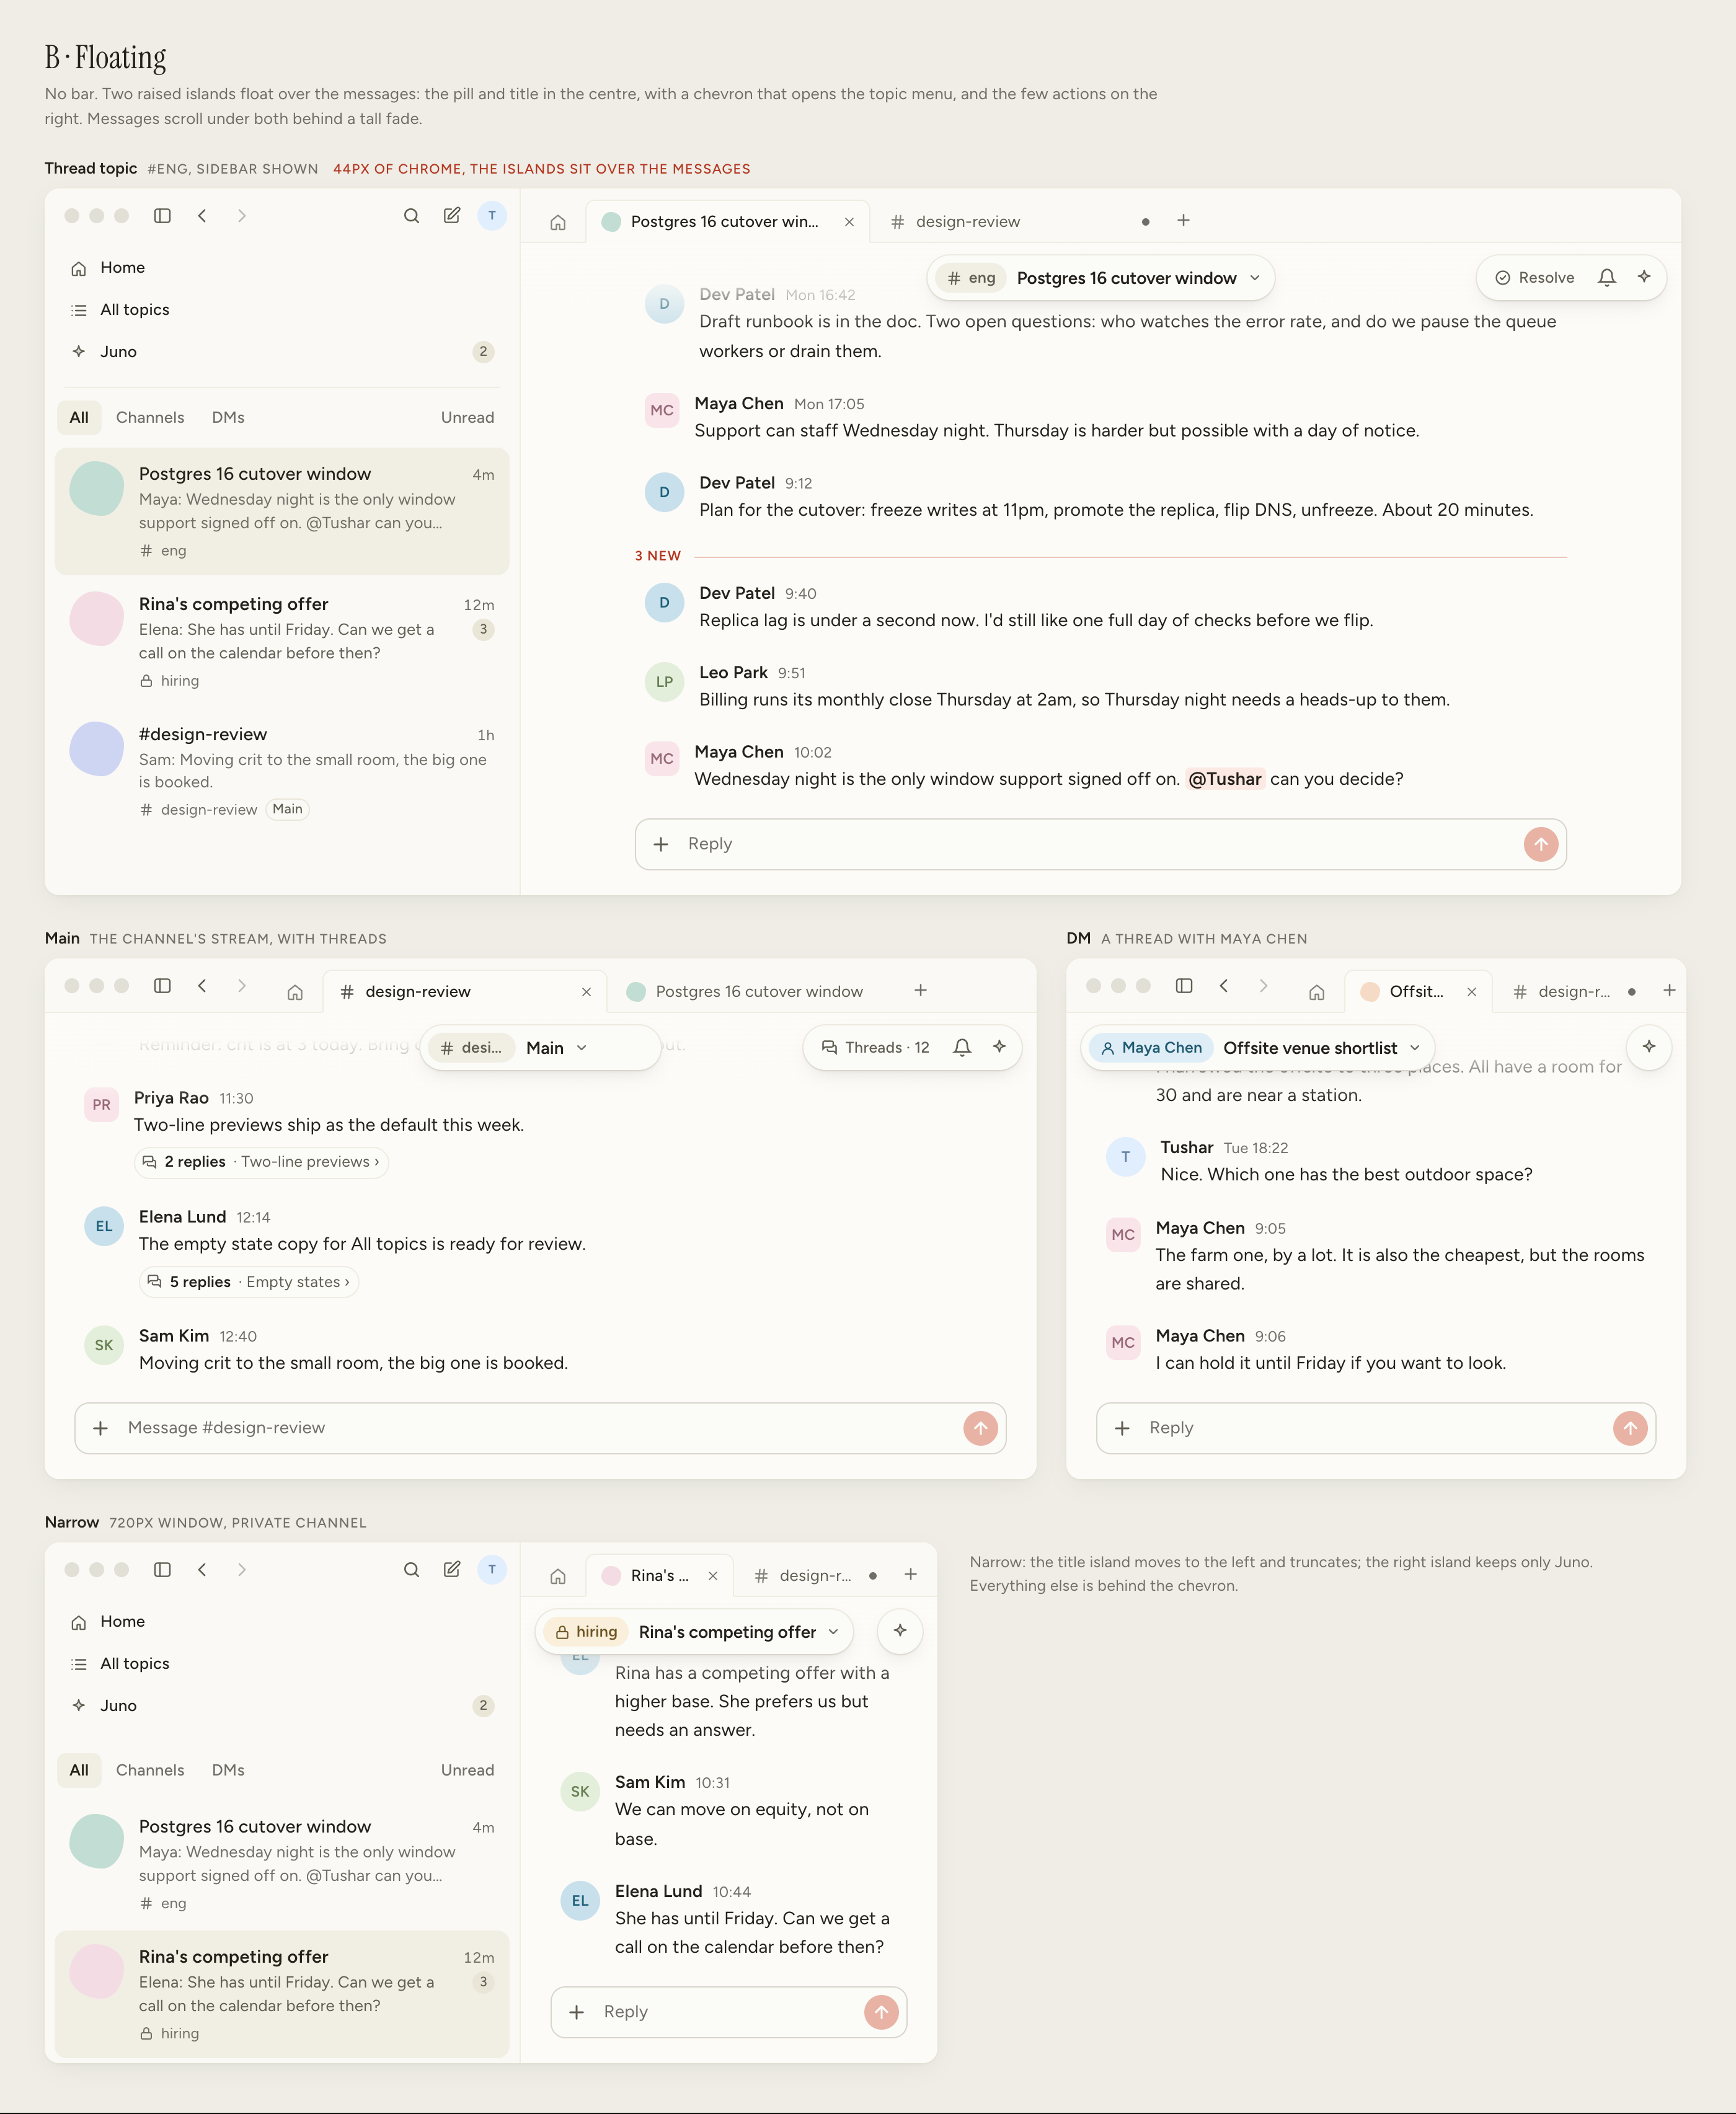 B · Floating
No bar. Two raised islands float over the messages: the pill and title in the centre, with a chevron that opens the topic menu, and the few actions on the
right. Messages scroll under both behind a tall fade.
Thread topic #ENG, SIDEBAR SHOWN 44PX OF CHROME, THE ISLANDS SIT OVER THE MESSAGES
T
Home
All topics
Juno 2
All Channels DMs Unread
Postgres 16 cutover window 4m
Maya: Wednesday night is the only window
support signed off on. @Tushar can you...
# eng
Rina's competing offer 12m
Elena: She has until Friday. Can we get a 3
call on the calendar before then?
hiring
#design-review 1h
Sam: Moving crit to the small room, the big one
is booked.
# design-review Main
Postgres 16 cutover win... × # design-review • +
# eng Postgres 16 cutover window
Resolve
D Dev Patel Mon 16:42
Draft runbook is in the doc. Two open questions: who watches the error rate, and do we pause the queue
workers or drain them.
MC Maya Chen Mon 17:05
Support can staff Wednesday night. Thursday is harder but possible with a day of notice.
D Dev Patel 9:12
Plan for the cutover: freeze writes at 11pm, promote the replica, flip DNS, unfreeze. About 20 minutes.
3 NEW
D Dev Patel 9:40
Replica lag is under a second now. I'd still like one full day of checks before we flip.
LP Leo Park 9:51
Billing runs its monthly close Thursday at 2am, so Thursday night needs a heads-up to them.
MC Maya Chen 10:02
Wednesday night is the only window support signed off on. @Tushar can you decide?
+ Reply
Main THE CHANNEL'S STREAM, WITH THREADS
# design-review × Postgres 16 cutover window +
# desi... Main
Threads · 12
Reminder: crit is at 3 today. Bring
PR Priya Rao 11:30
Two-line previews ship as the default this week.
2 replies · Two-line previews ›
EL Elena Lund 12:14
The empty state copy for All topics is ready for review.
5 replies · Empty states ›
SK Sam Kim 12:40
Moving crit to the small room, the big one is booked.
+ Message #design-review
DM A THREAD WITH MAYA CHEN
Offsit... × # design-r... • +
Maya Chen Offsite venue shortlist
places. All have a room for
30 and are near a station.
T Tushar Tue 18:22
Nice. Which one has the best outdoor space?
MC Maya Chen 9:05
The farm one, by a lot. It is also the cheapest, but the rooms
are shared.
MC Maya Chen 9:06
I can hold it until Friday if you want to look.
+ Reply
Narrow 720PX WINDOW, PRIVATE CHANNEL
T
Home
All topics
Juno 2
All Channels DMs Unread
Postgres 16 cutover window 4m
Maya: Wednesday night is the only window
support signed off on. @Tushar can you...
# eng
Rina's competing offer 12m
Elena: She has until Friday. Can we get a 3
call on the calendar before then?
hiring
Rina's ... × # design-r... • +
hiring Rina's competing offer
EL
Rina has a competing offer with a
higher base. She prefers us but
needs an answer.
SK Sam Kim 10:31
We can move on equity, not on
base.
EL Elena Lund 10:44
She has until Friday. Can we get a
call on the calendar before then?
+ Reply
Narrow: the title island moves to the left and truncates; the right island keeps only Juno.
Everything else is behind the chevron.